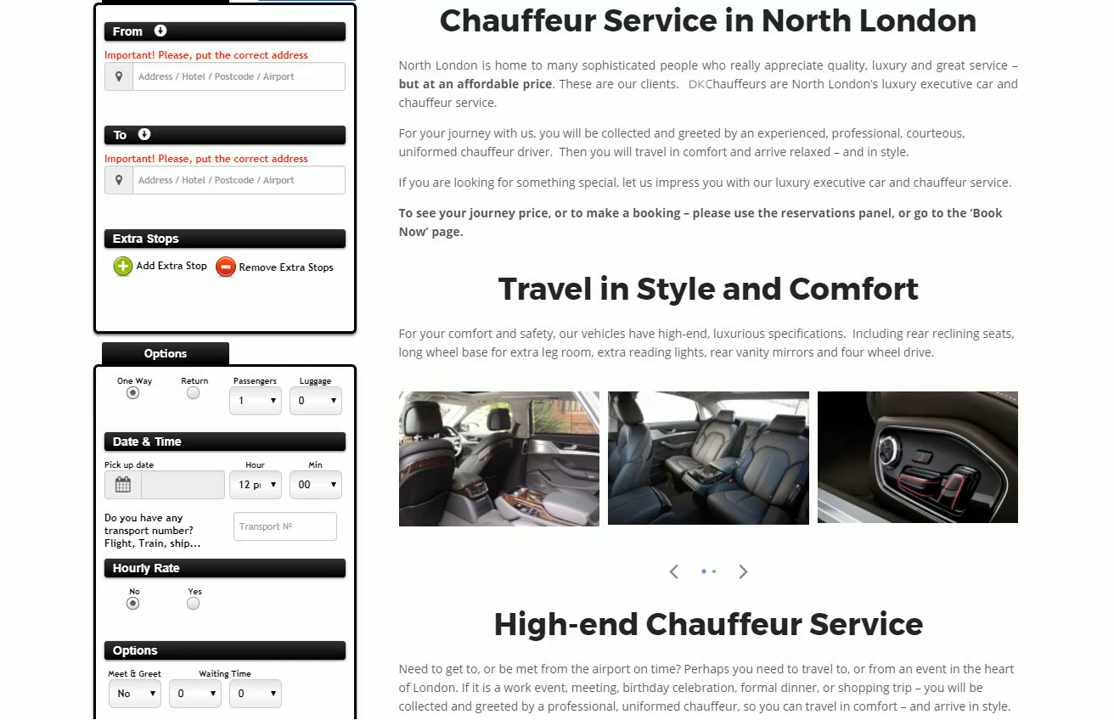 From
Important! Please, put the correct address
Address / Hotel / Postcode / Airport
To
Important! Please, put the correct address
Address / Hotel / Postcode / Airport
Extra Stops
Add Extra Stop Remove Extra Stops
Options
One Way Return Passengers Luggage
1 0
Date & Time
Pick up date Hour Min
12 p 00
Do you have any
transport number?
Flight, Train, ship...
Transport Nº
Hourly Rate
No Yes
Options
Meet & Greet Waiting Time
No 0 0
Chauffeur Service in North London
North London is home to many sophisticated people who really appreciate quality, luxury and great service –
but at an affordable price. These are our clients. DKChauffeurs are North London’s luxury executive car and
chauffeur service.
For your journey with us, you will be collected and greeted by an experienced, professional, courteous,
uniformed chauffeur driver. Then you will travel in comfort and arrive relaxed – and in style.
If you are looking for something special, let us impress you with our luxury executive car and chauffeur service.
To see your journey price, or to make a booking – please use the reservations panel, or go to the ‘Book
Now’ page.
Travel in Style and Comfort
For your comfort and safety, our vehicles have high-end, luxurious specifications. Including rear reclining seats,
long wheel base for extra leg room, extra reading lights, rear vanity mirrors and four wheel drive.
High-end Chauffeur Service
Need to get to, or be met from the airport on time? Perhaps you need to travel to, or from an event in the heart
of London. If it is a work event, meeting, birthday celebration, formal dinner, or shopping trip – you will be
collected and greeted by a professional, uniformed chauffeur, so you can travel in comfort – and arrive in style.